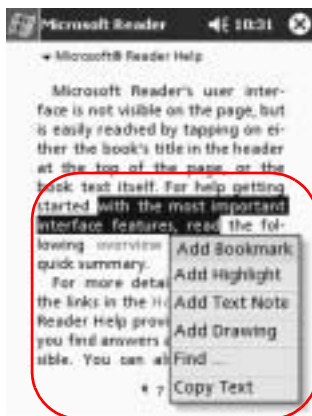 Microsoft Reader 10:31
Microsoft® Reader Help
Microsoft Reader's user inter-
face is not visible on the page, but
is easily reached by tapping on ei-
ther the book's title in the header
at the top of the page, or the
book text itself. For help getting
started with the most important
interface features, read the fol-
lowing overview
quick summary.
For more detai
the links in the
Reader Help provi
you find answers
sible. You can al
7
Add Bookmark
Add Highlight
Add Text Note
Add Drawing
Find ...
Copy Text